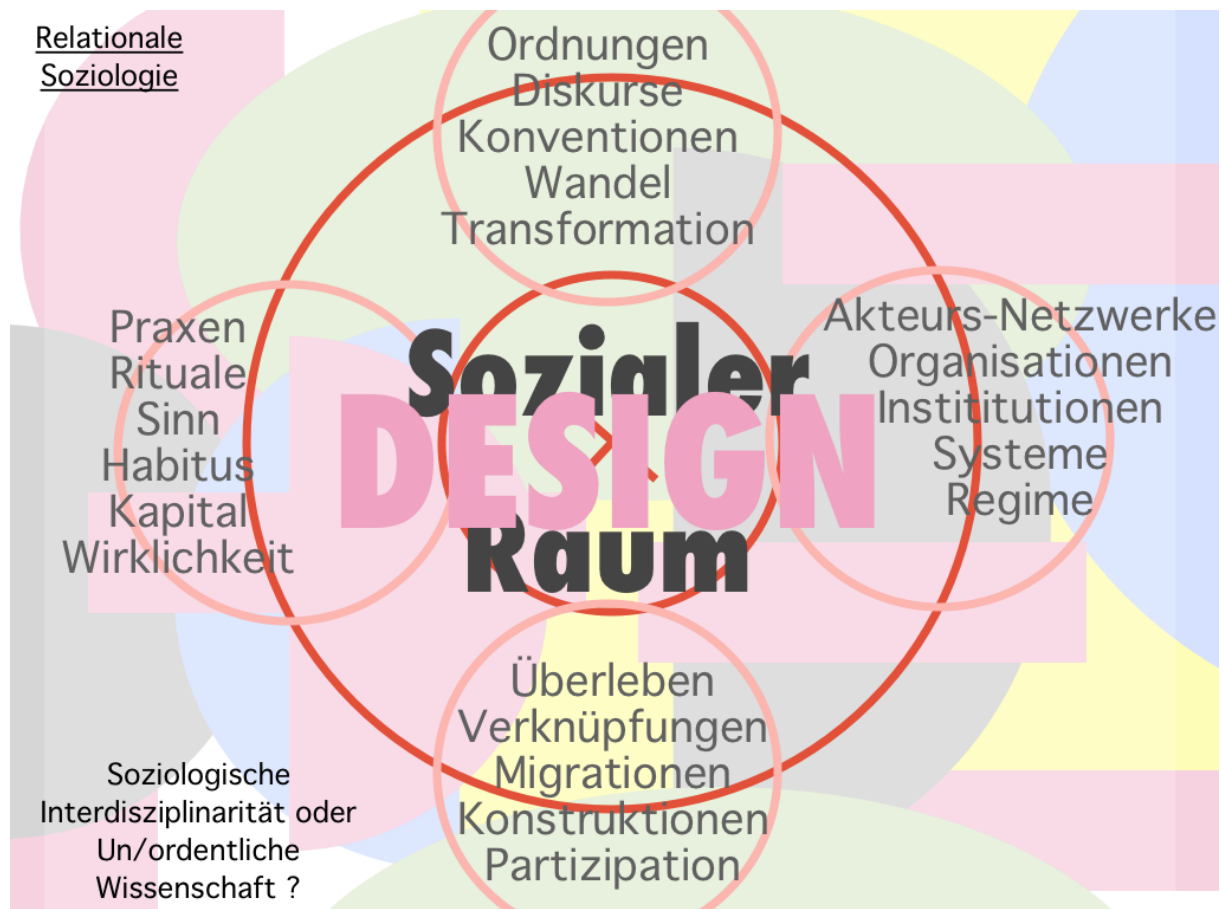 Relationale
Soziologie
Ordnungen
Diskurse
Konventionen
Wandel
Transformation
Praxen
Rituale
Sinn
Habitus
Kapital
Wirklichkeit
Sozialer
DESIGN
Raum
Akteurs-Netzwerke
Organisationen
Instititutionen
Systeme
Regime
Überleben
Verknüpfungen
Migrationen
Konstruktionen
Partizipation
Soziologische
Interdisziplinarität oder
Un/ordentliche
Wissenschaft ?